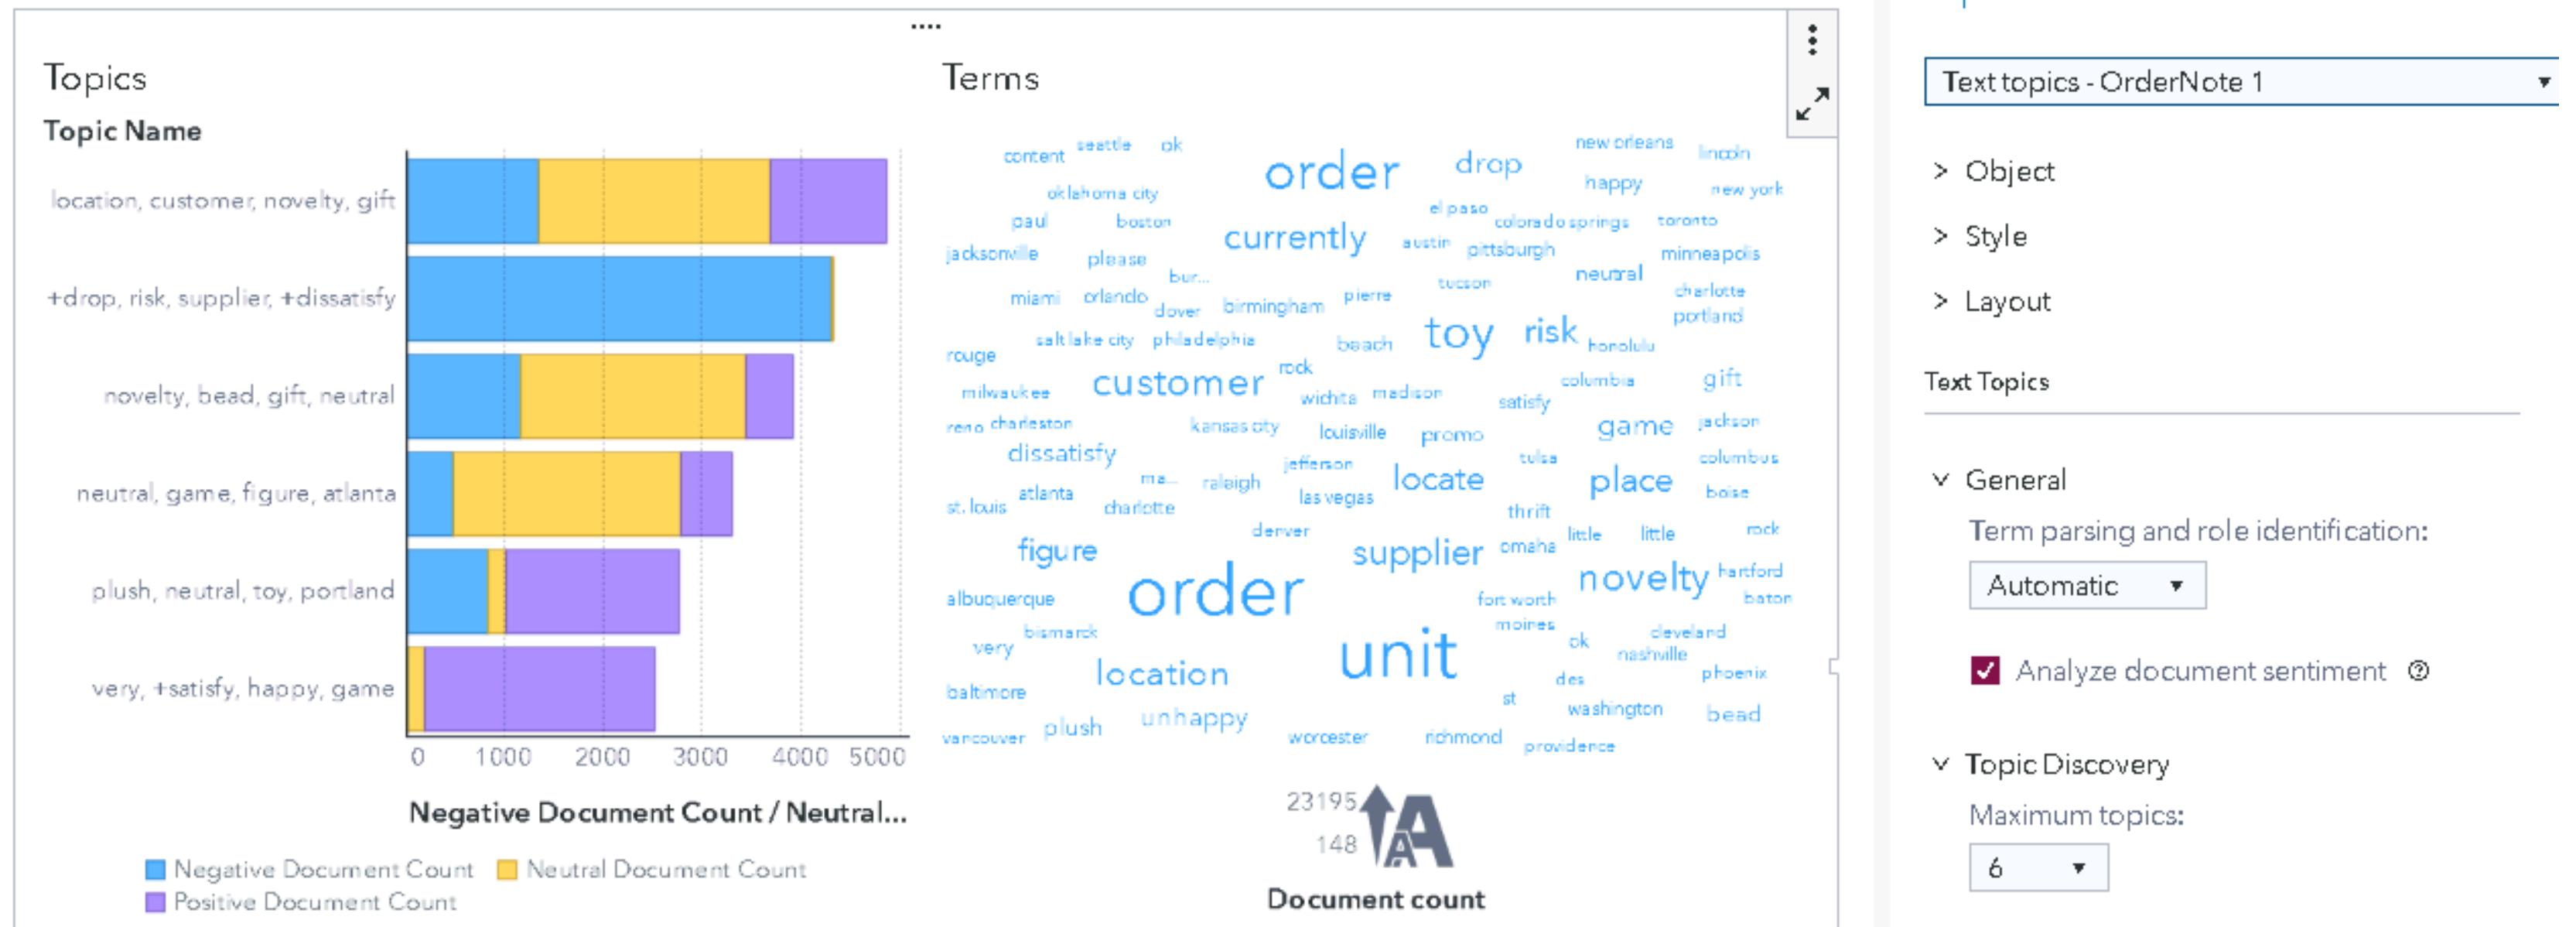 Topics
Topic Name
location, customer, novelty, gift
+drop, risk, supplier, +dissatisfy
novelty, bead, gift, neutral
neutral, game, figure, atlanta
plush, neutral, toy, portland
very, +satisfy, happy, game
0 1000 2000 3000 4000 5000
Negative Document Count / Neutral...
Negative Document Count Neutral Document Count
Positive Document Count
Terms
content seattle ok order drop new orleans lincoln
oklahoma city happy new york
paul boston el paso colorado springs toronto
jacksonville please currently austin pittsburgh minneapolis
bur... tucson neutral
miami orlando dover birmingham pierre charlotte
portland
salt lake city philadelphia beach toy risk honolulu
rouge rock
milwaukee customer wichita madison satisfy columbia gift
reno charleston kansas city louisville promo game jackson
dissatisfy jefferson tulsa columbus
ma... raleigh locate place
st. louis atlanta charlotte las vegas thrift boise
denver little little rock
figure supplier omaha
novelty hartford
albuquerque order fort worth baton
bismarck moines cleveland
very unit ok nashville
location phoenix
baltimore des
st washington
vancouver plush unhappy worcester richmond providence bead
23195
148
Document count
Text topics - OrderNote 1
Object
Style
Layout
Text Topics
General
Term parsing and role identification:
Automatic
Analyze document sentiment
Topic Discovery
Maximum topics:
6